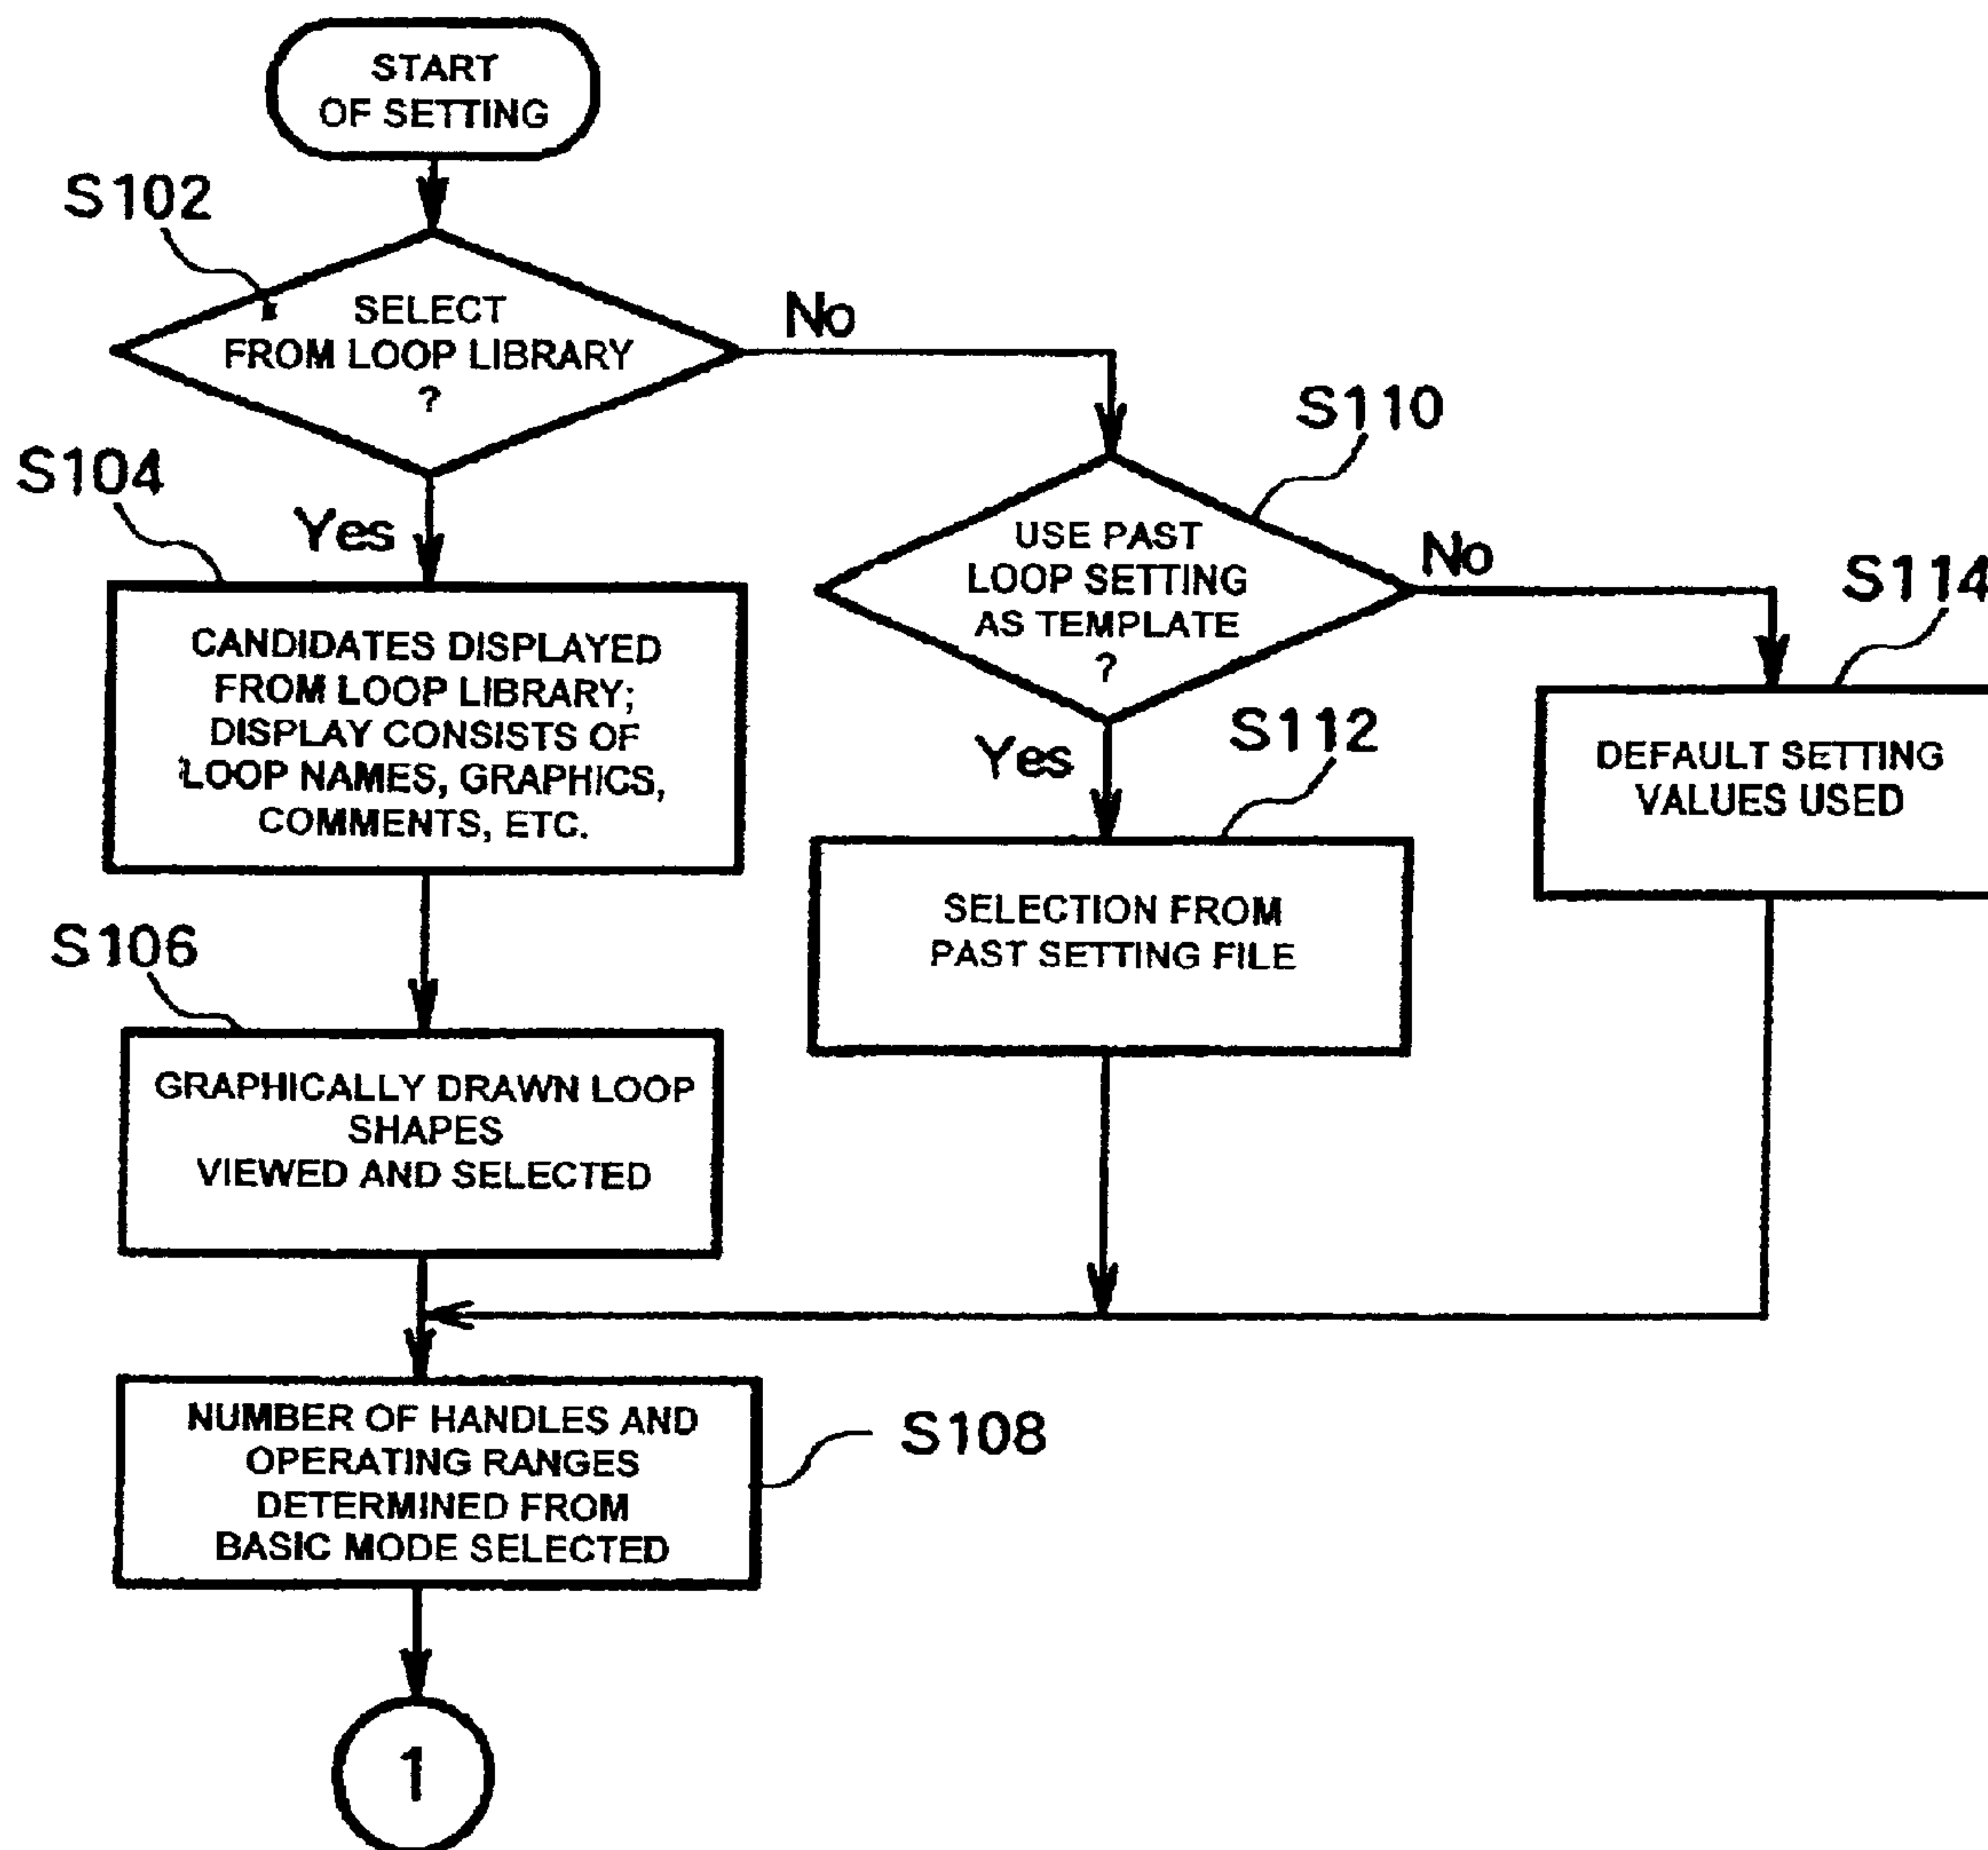 START
OF SETTING
S102
SELECT
FROM LOOP LIBRARY
?
No
S104
Yes
CANDIDATES DISPLAYED
FROM LOOP LIBRARY;
DISPLAY CONSISTS OF
LOOP NAMES, GRAPHICS,
COMMENTS, ETC.
S106
GRAPHICALLY DRAWN LOOP
SHAPES
VIEWED AND SELECTED
S110
USE PAST
LOOP SETTING
AS TEMPLATE
?
No
Yes
S112
SELECTION FROM
PAST SETTING FILE
S114
DEFAULT SETTING
VALUES USED
NUMBER OF HANDLES AND
OPERATING RANGES
DETERMINED FROM
BASIC MODE SELECTED
S108
1